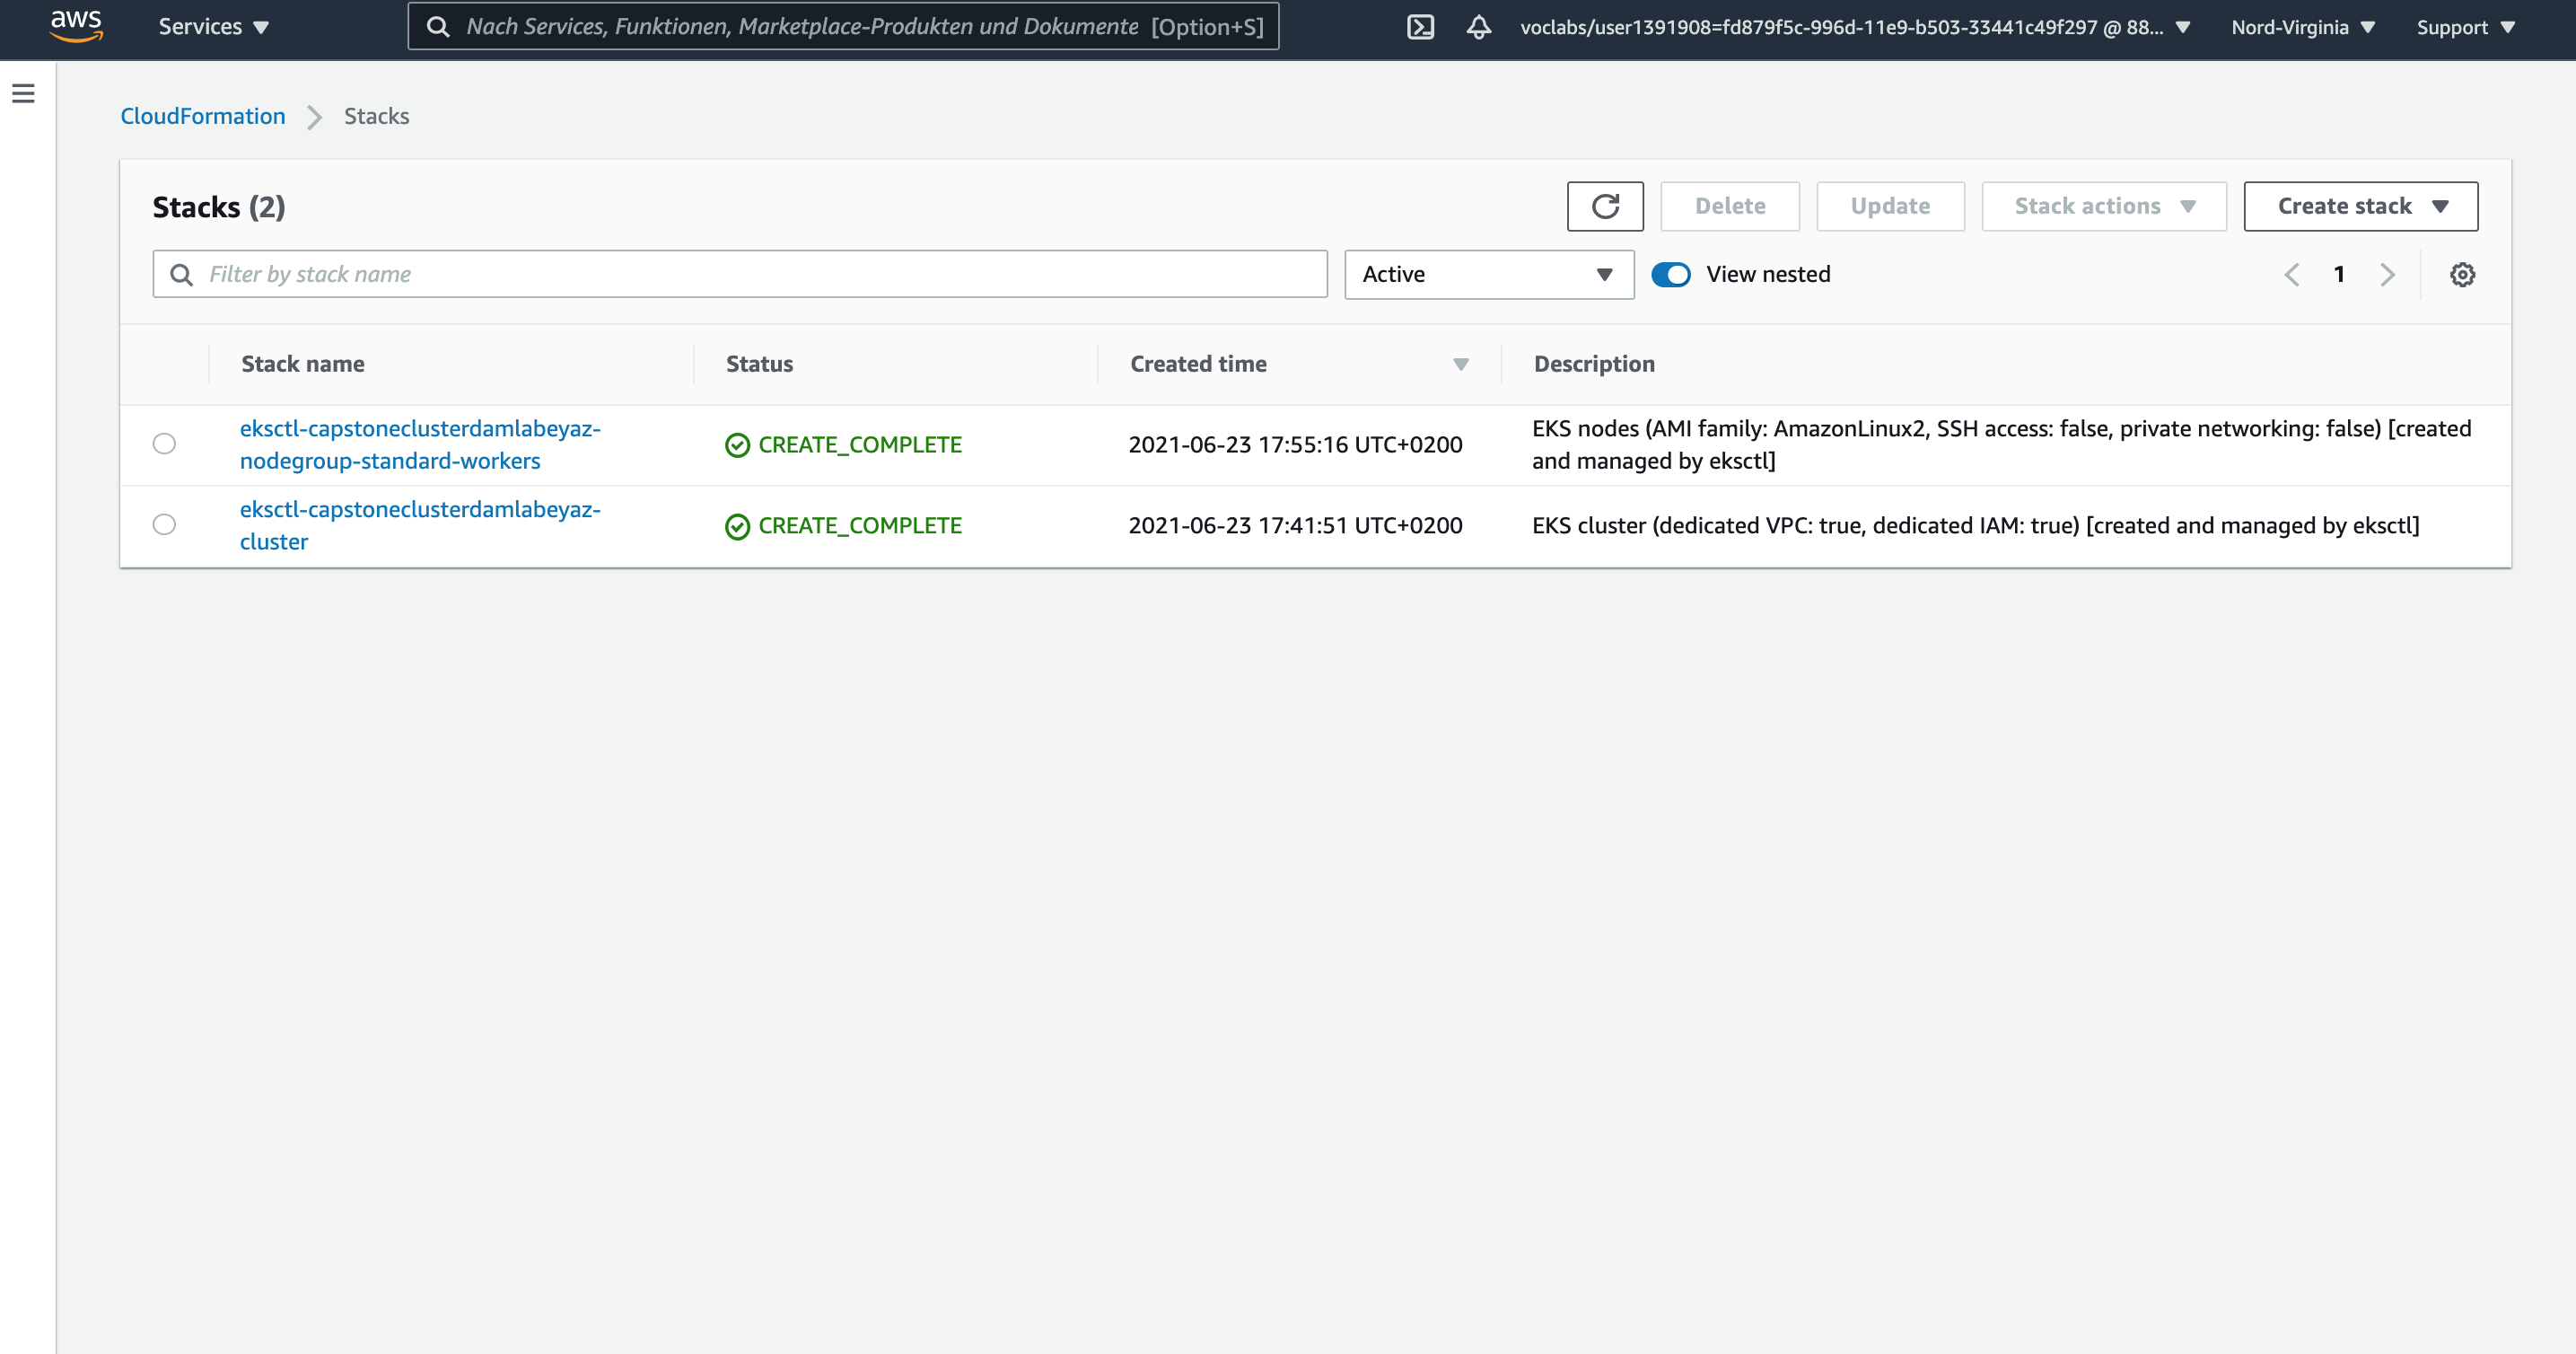 aws
Services
Nach Services, Funktionen, Marketplace-Produkten und Dokumente [Option+S]
voclabs/user1391908=fd879f5c-996d-11e9-b503-33441c49f297 @ 88...
Nord-Virginia
Support
CloudFormation
Stacks
Stacks (2)
Delete
Update
Stack actions
Create stack
Filter by stack name
Active
View nested
1
Stack name
Status
Created time
Description
eksctl-capstoneclusterdamlabeyaz-
nodegroup-standard-workers
CREATE_COMPLETE
2021-06-23 17:55:16 UTC+0200
EKS nodes (AMI family: AmazonLinux2, SSH access: false, private networking: false) [created
and managed by eksctl]
eksctl-capstoneclusterdamlabeyaz-
cluster
CREATE_COMPLETE
2021-06-23 17:41:51 UTC+0200
EKS cluster (dedicated VPC: true, dedicated IAM: true) [created and managed by eksctl]